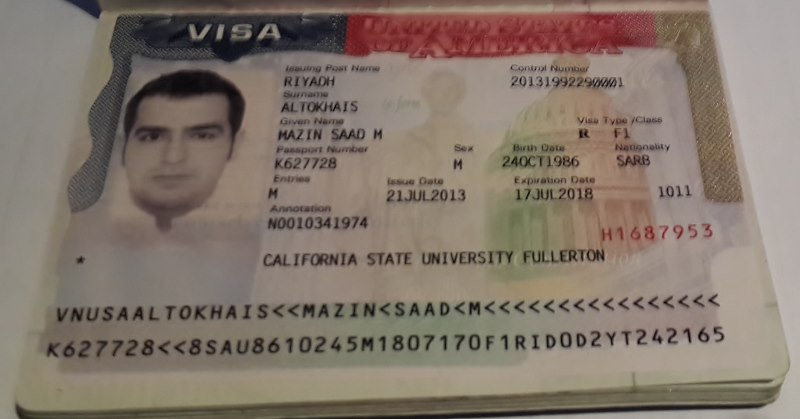 VISA UNITED STATES
OF AMERICA
Issuing Post Name Control Number
RIYADH 20131992290001
Surname
ALTOKHAIS
Given Name Visa Type /Class
MAZIN SAAD M R F1
Passport Number Sex Birth Date Nationality
K627728 M 24OCT1986 SARB
Entries Issue Date Expiration Date
M 21JUL2013 17JUL2018 1011
Annotation
N0010341974
H1687953
* CALIFORNIA STATE UNIVERSITY FULLERTON
VNUSAALTOKHAIS<<MAZIN<SAAD<M<<<<<<<<<<<<<<<<
K627728<<8SAU8610245M1807170F1RID0D2YT242165